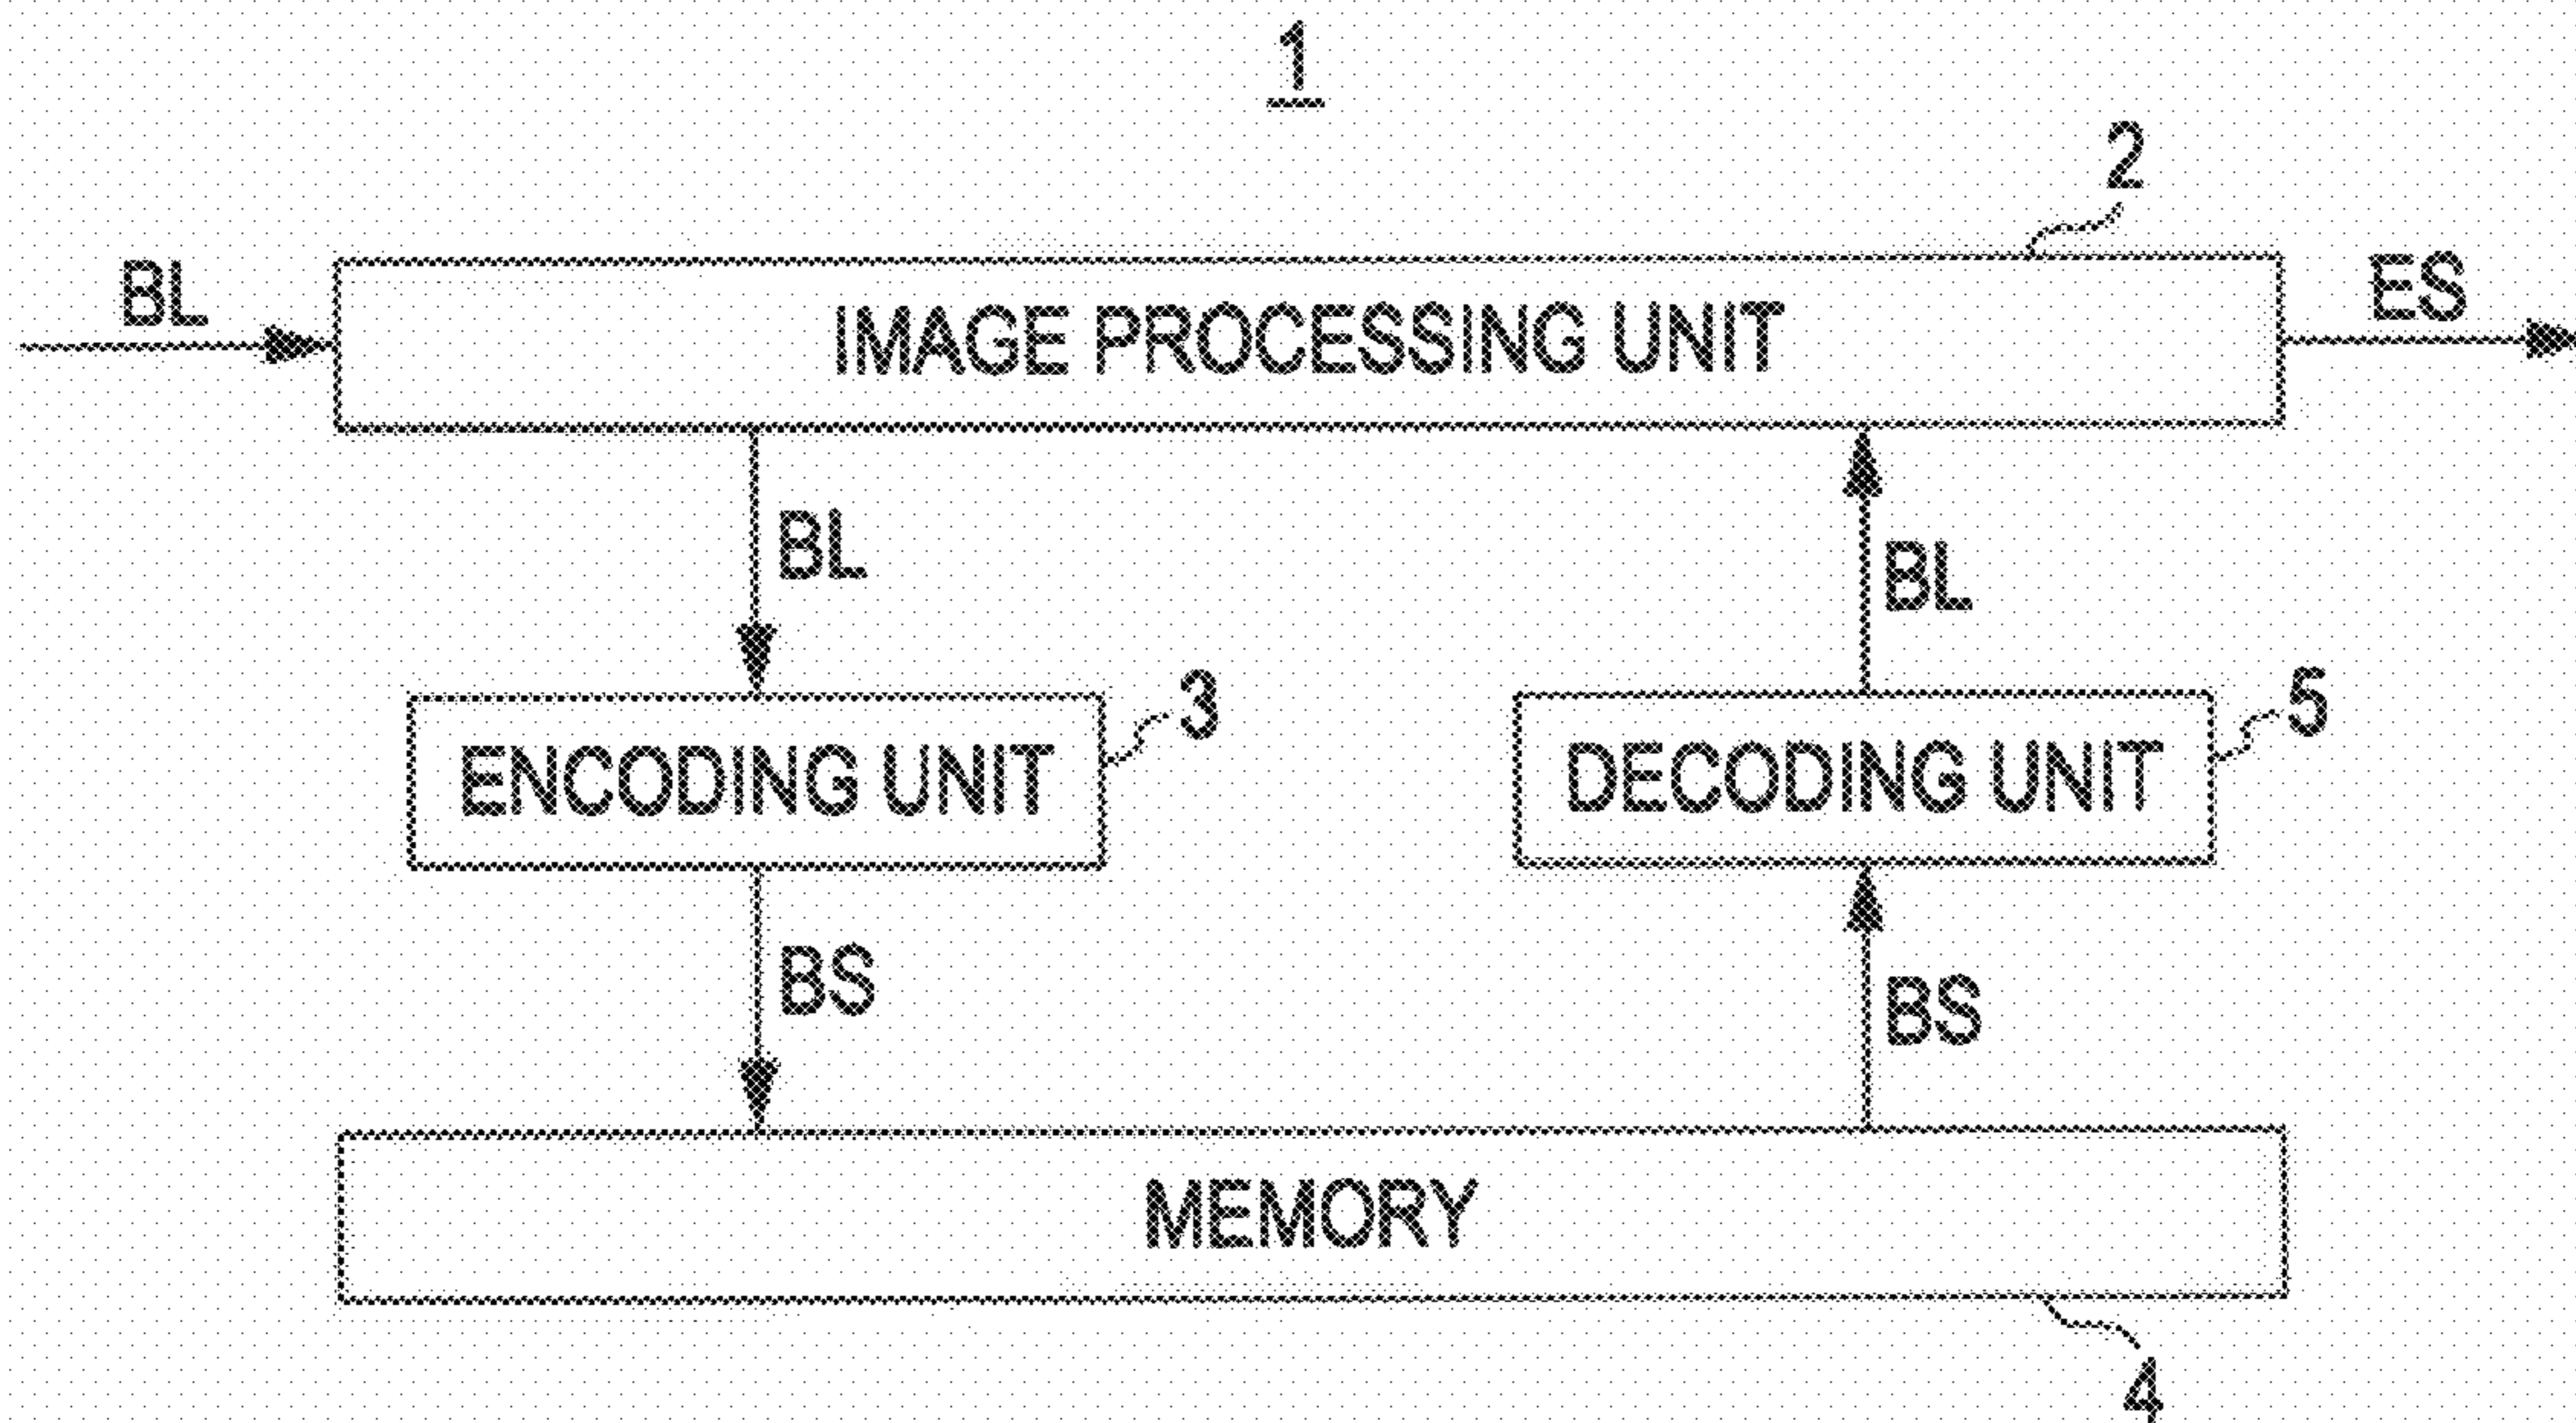 1
2
BL
IMAGE PROCESSING UNIT
ES
BL
BL
ENCODING UNIT
3
DECODING UNIT
5
BS
BS
MEMORY
4